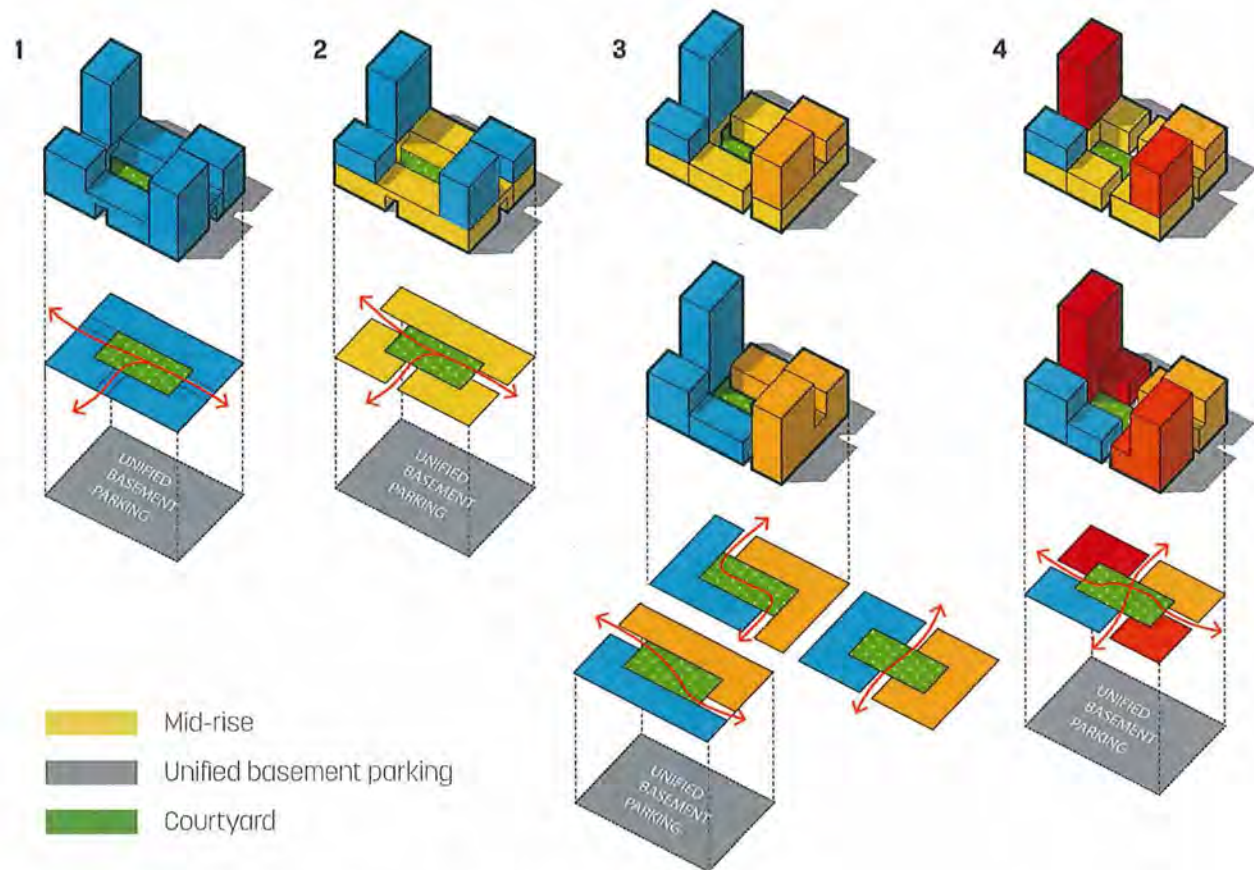 1
2
3
4
UNIFIED
BASEMENT
PARKING
UNIFIED
BASEMENT
PARKING
UNIFIED
BASEMENT
PARKING
UNIFIED
BASEMENT
PARKING
Mid-rise
Unified basement parking
Courtyard